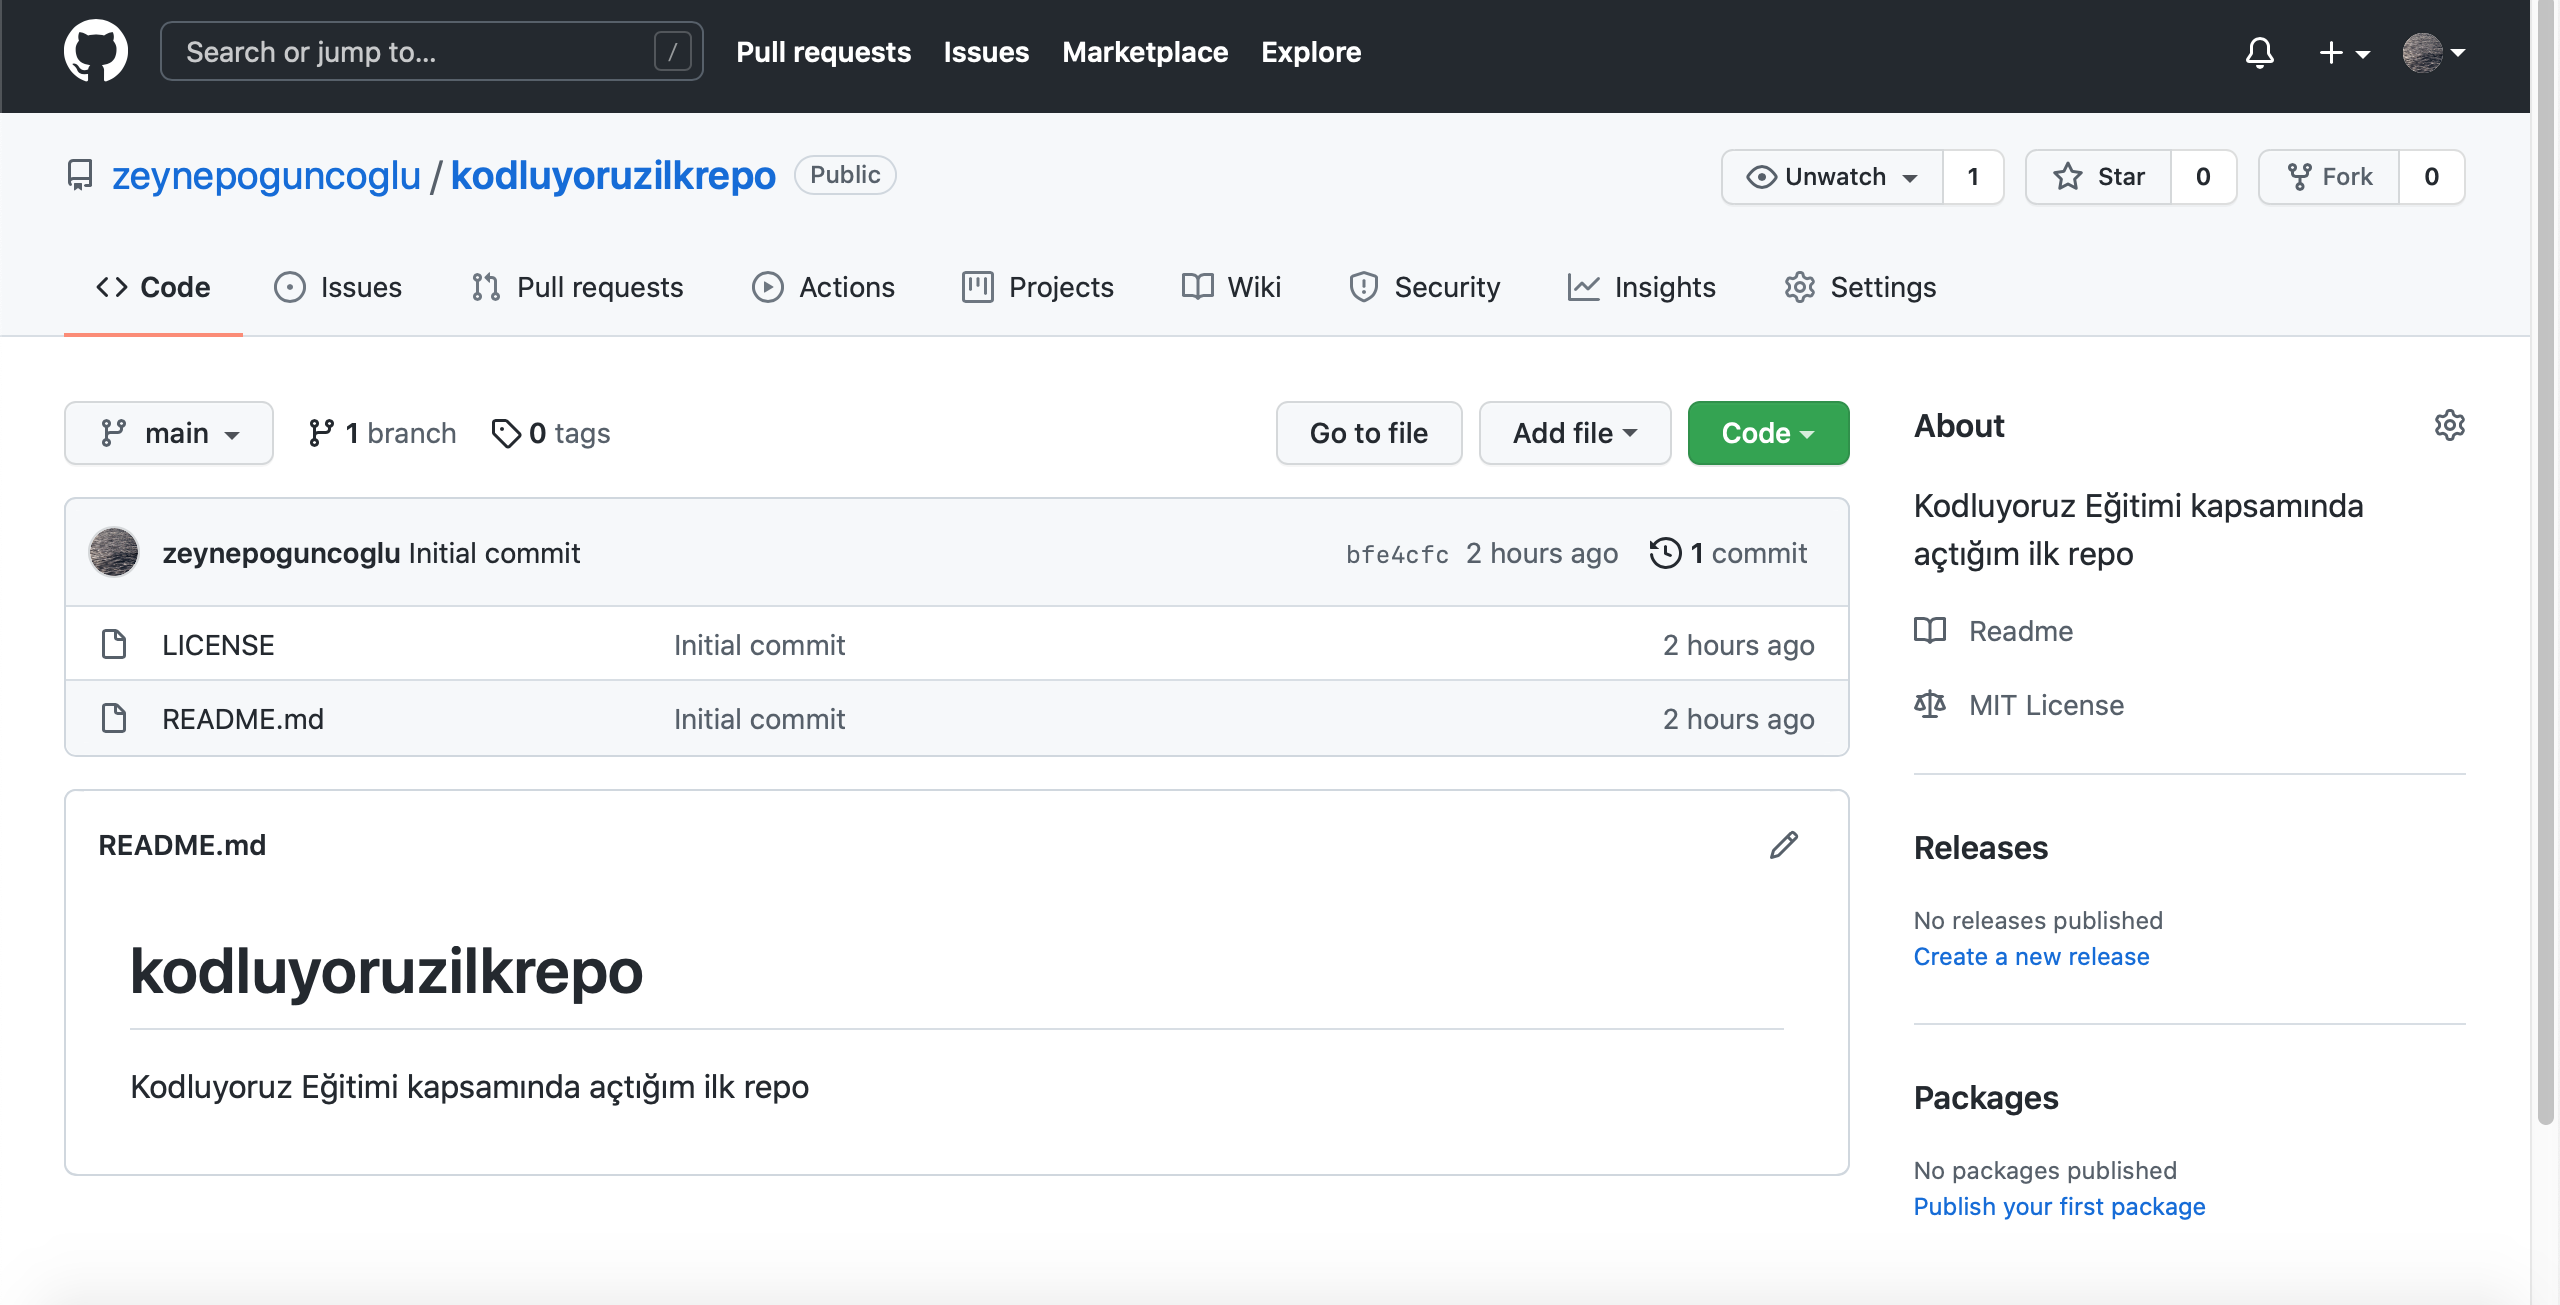 Search or jump to... /
Pull requests Issues Marketplace Explore
zeynepoguncoglu / kodluyoruzilkrepo Public
Unwatch 1 Star 0 Fork 0
Code Issues Pull requests Actions Projects Wiki Security Insights Settings
main 1 branch 0 tags Go to file Add file Code
zeynepoguncoglu Initial commit bfe4cfc 2 hours ago 1 commit
LICENSE Initial commit 2 hours ago
README.md Initial commit 2 hours ago
README.md
kodluyoruzilkrepo
Kodluyoruz Eğitimi kapsamında açtığım ilk repo
About
Kodluyoruz Eğitimi kapsamında
açtığım ilk repo
Readme
MIT License
Releases
No releases published
Create a new release
Packages
No packages published
Publish your first package